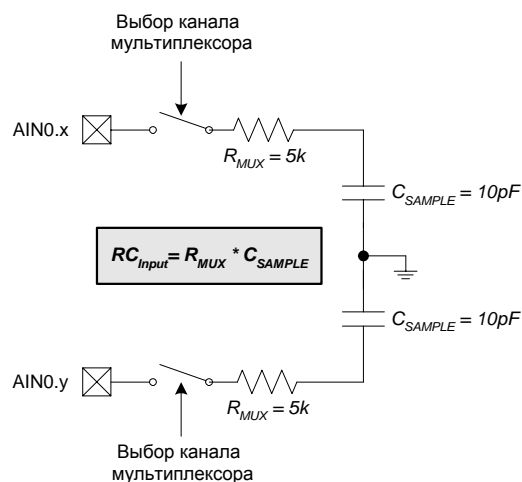 Выбор канала
мультиплексора
AIN0.x
R_MUX = 5k
C_SAMPLE = 10pF
RC_Input= R_MUX * C_SAMPLE
C_SAMPLE = 10pF
AIN0.y
R_MUX = 5k
Выбор канала
мультиплексора